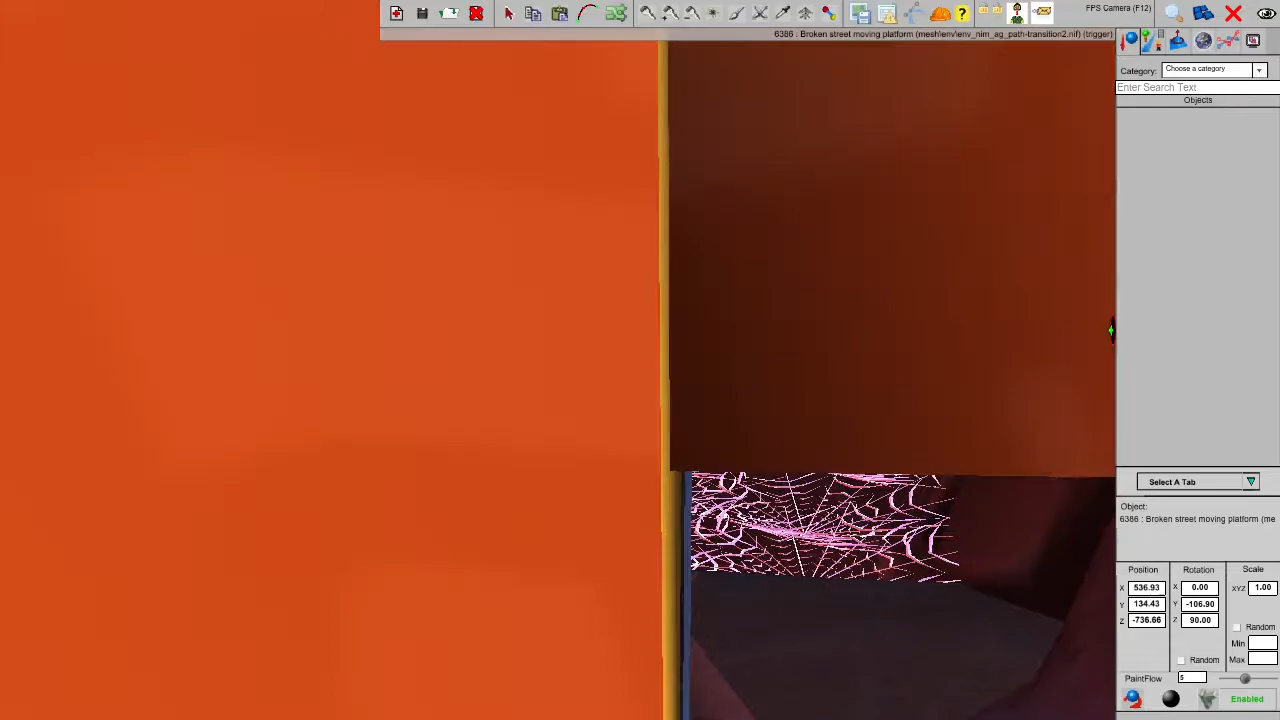 FPS Camera (F12)
6386 : Broken street moving platform (mesh\env\env_nim_ag_path-transition2.nif) (trigger)
Category: Choose a category
Enter Search Text
Objects
Select A Tab
Object:
6386 : Broken street moving platform (me
Position Rotation Scale
X 536.93 X 0.00 XYZ 1.00
Y 134.43 Y -106.90 Random
Z -736.66 Z 90.00
Min
Random Max
PaintFlow 5
Enabled